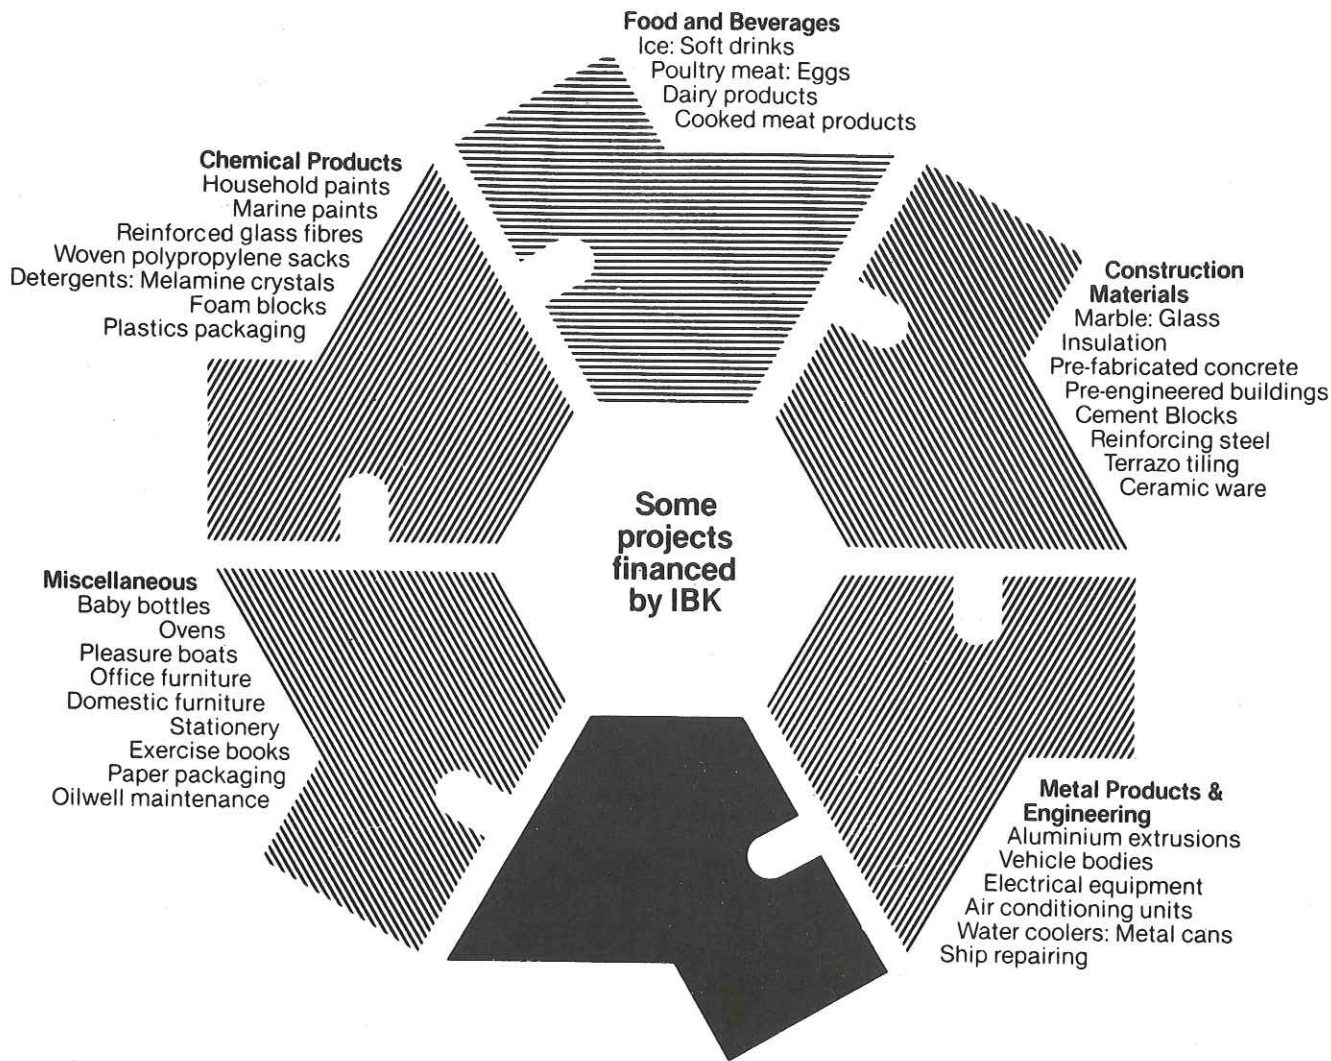 Food and Beverages
Ice: Soft drinks
Poultry meat: Eggs
Dairy products
Cooked meat products
Chemical Products
Household paints
Marine paints
Reinforced glass fibres
Woven polypropylene sacks
Detergents: Melamine crystals
Foam blocks
Plastics packaging
Construction
Materials
Marble: Glass
Insulation
Pre-fabricated concrete
Pre-engineered buildings
Cement Blocks
Reinforcing steel
Terrazo tiling
Ceramic ware
Some
projects
financed
by IBK
Miscellaneous
Baby bottles
Ovens
Pleasure boats
Office furniture
Domestic furniture
Stationery
Exercise books
Paper packaging
Oilwell maintenance
Metal Products &
Engineering
Aluminium extrusions
Vehicle bodies
Electrical equipment
Air conditioning units
Water coolers: Metal cans
Ship repairing